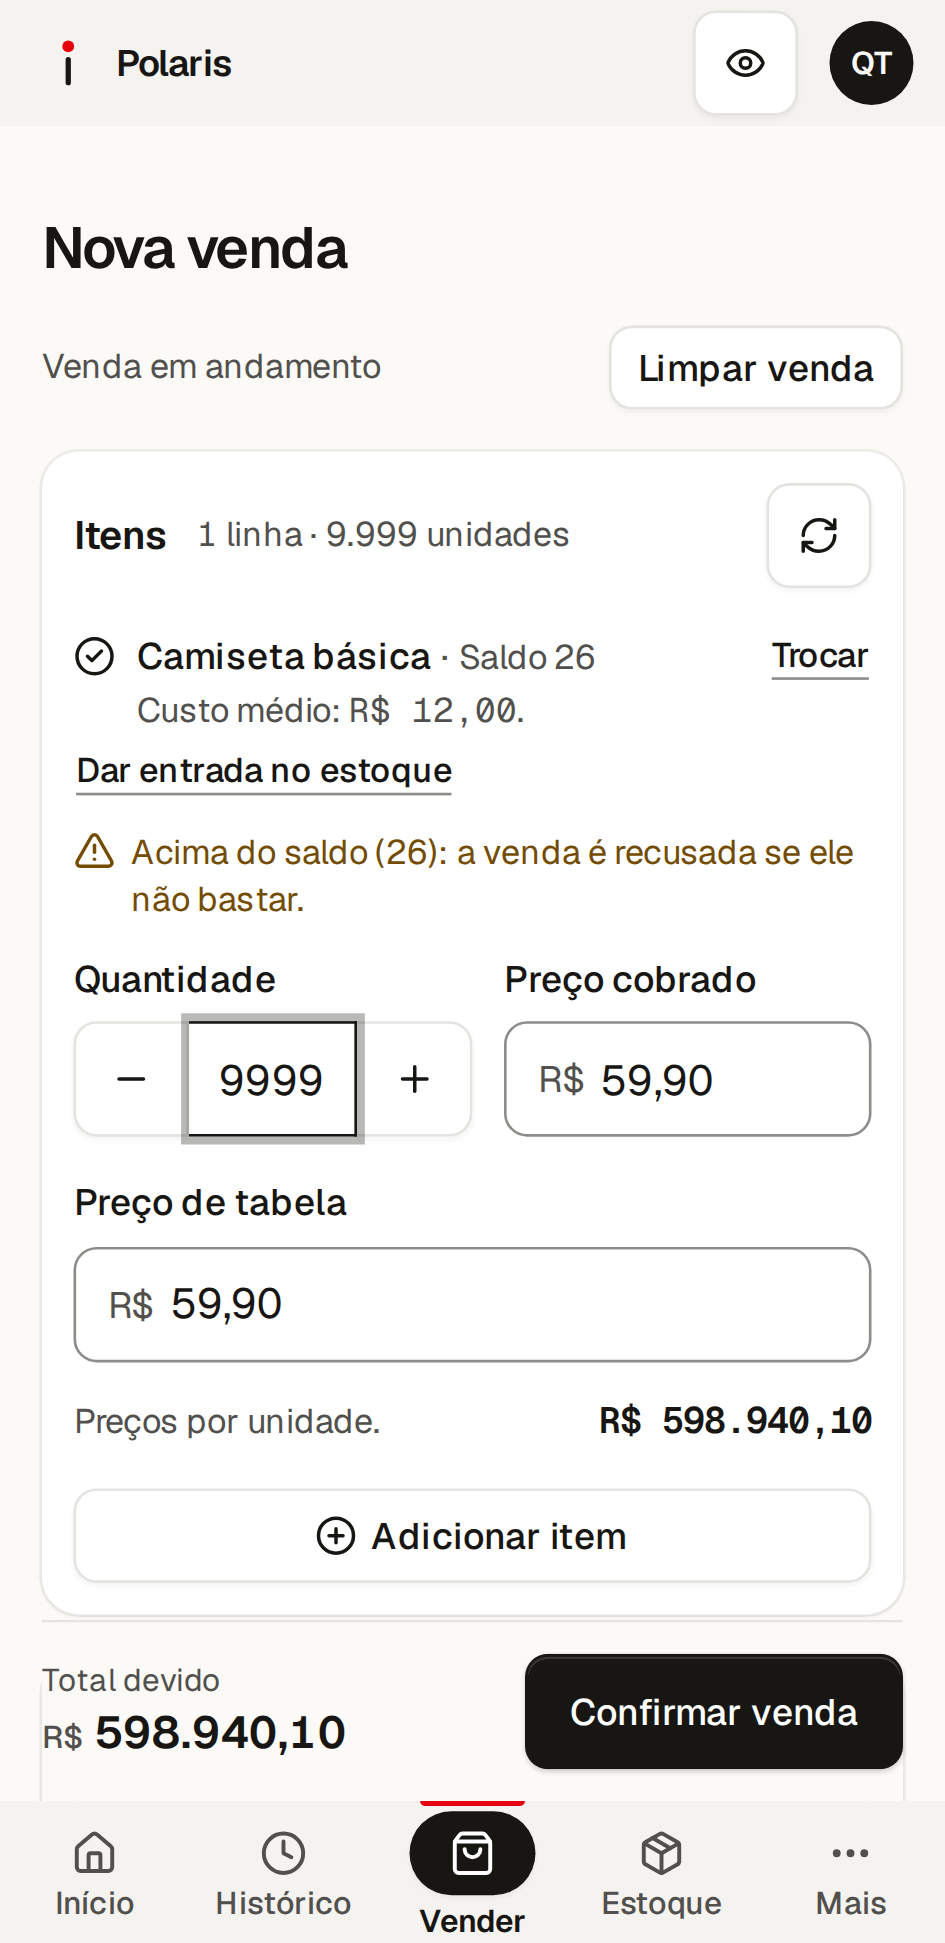 Polaris
QT
Nova venda
Venda em andamento
Limpar venda
Itens 1 linha · 9.999 unidades
Camiseta básica · Saldo 26
Trocar
Custo médio: R$ 12,00.
Dar entrada no estoque
Acima do saldo (26): a venda é recusada se ele
não bastar.
Quantidade
Preço cobrado
9999
R$ 59,90
Preço de tabela
R$ 59,90
Preços por unidade.
R$ 598.940,10
Adicionar item
Total devido
R$ 598.940,10
Confirmar venda
Início
Histórico
Vender
Estoque
Mais